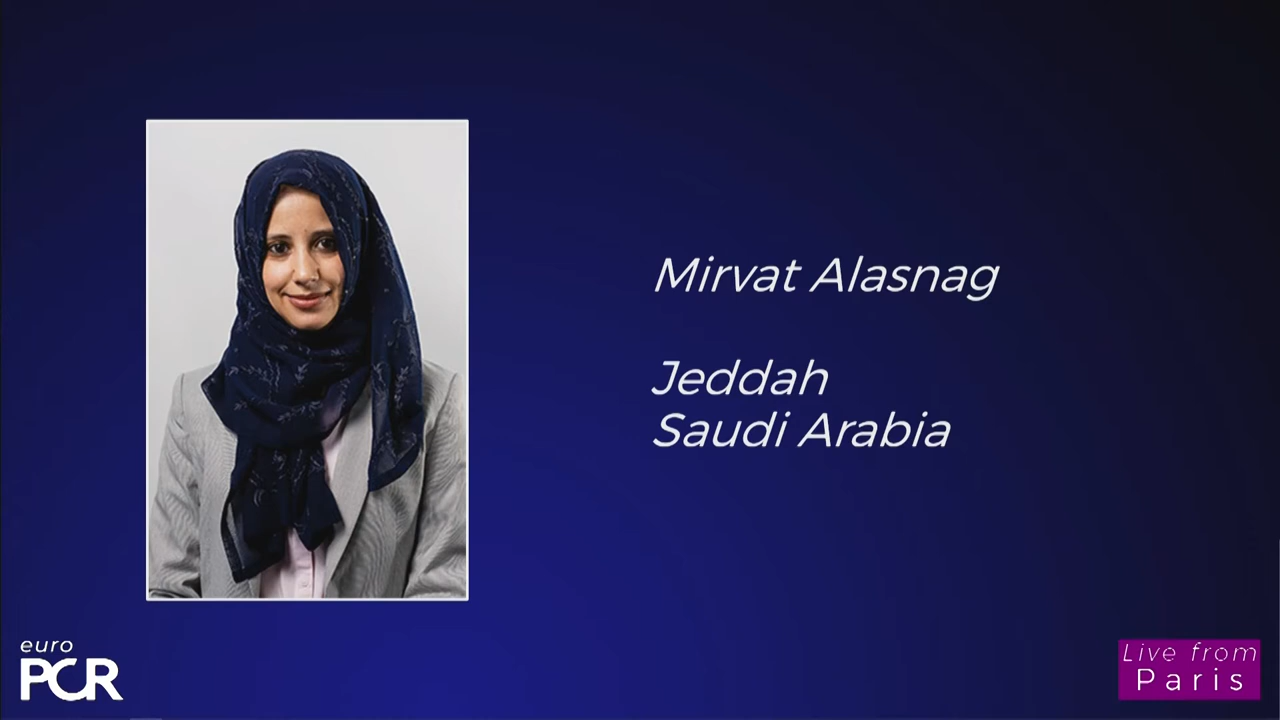 Mirvat Alasnag
Jeddah
Saudi Arabia
euro
PCR
Live from
Paris